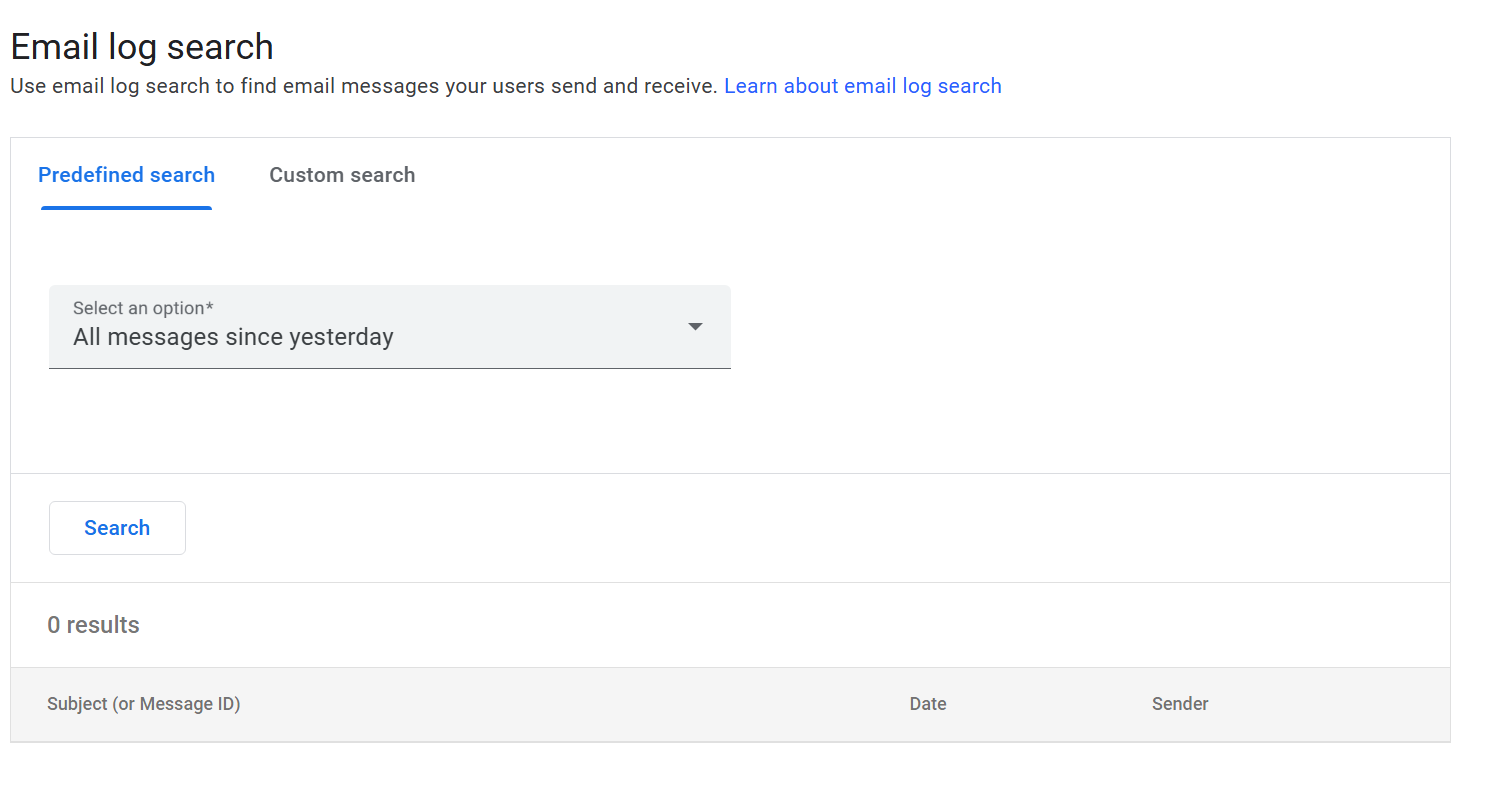 Email log search
Use email log search to find email messages your users send and receive. Learn about email log search
Predefined search Custom search
Select an option*
All messages since yesterday
Search
0 results
Subject (or Message ID) Date Sender